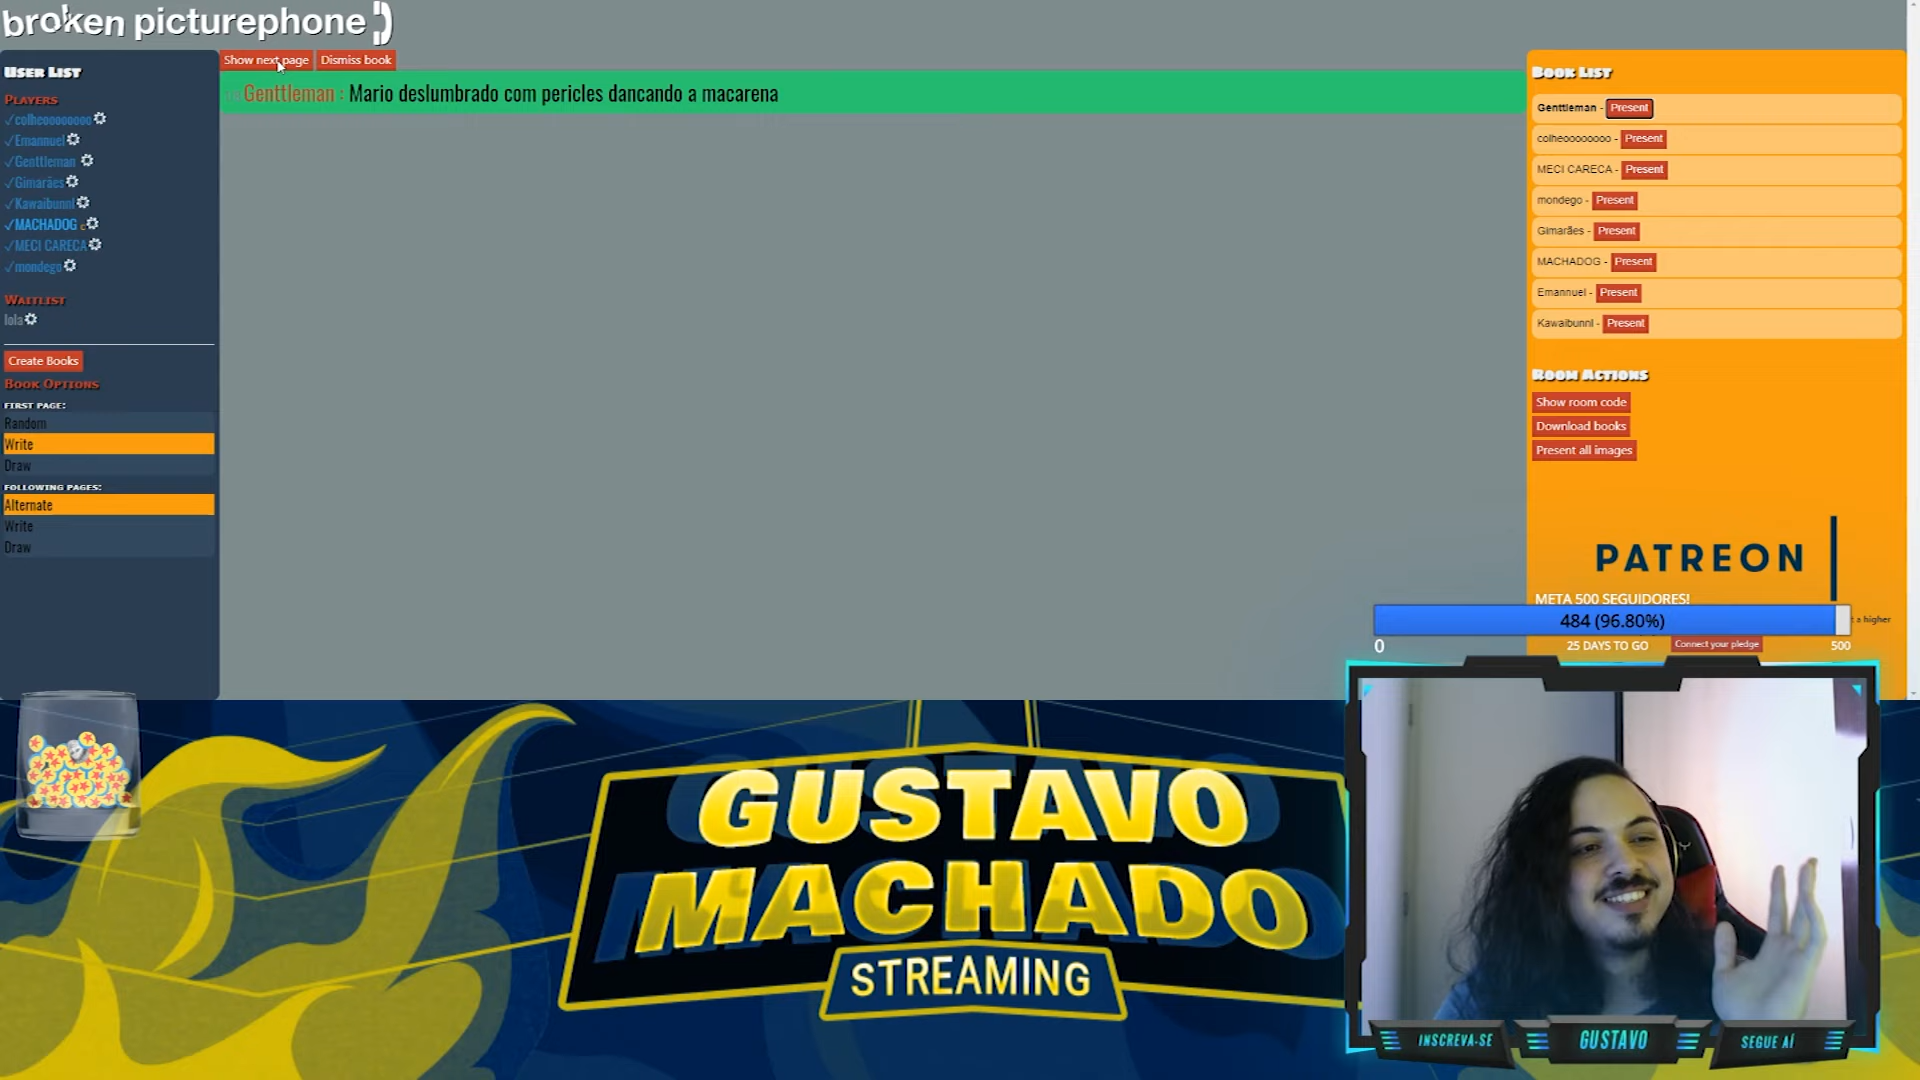 broken picturephone ;)
User List
Players
✓colheooooooooo
✓Emannuel
✓Genttleman
✓Gimarães
✓Kawaibunni
✓MACHADOG c
✓MECI CARECA
✓mondego
Waitlist
lola
Create Books
Book Options
FIRST PAGE:
Random
Write
Draw
FOLLOWING PAGES:
Alternate
Write
Draw
Show next page
Dismiss book
Genttleman : Mario deslumbrado com pericles dancando a macarena
Book List
Genttleman - Present
colheooooooooo - Present
MECI CARECA - Present
mondego - Present
Gimarães - Present
MACHADOG - Present
Emannuel - Present
Kawaibunni - Present
Room Actions
Show room code
Download books
Present all images
PATREON
META 500 SEGUIDORES!
484 (96.80%)
t a higher
0
25 DAYS TO GO
Connect your pledge
500
GUSTAVO
MACHADO
STREAMING
INSCREVA-SE
GUSTAVO
SEGUE AÍ